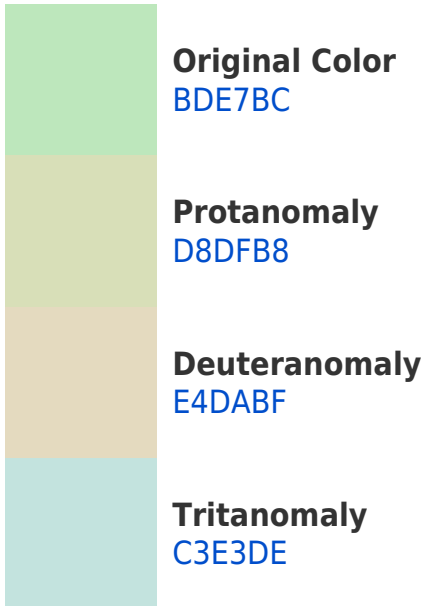 Original Color
BDE7BC
Protanomaly
D8DFB8
Deuteranomaly
E4DABF
Tritanomaly
C3E3DE